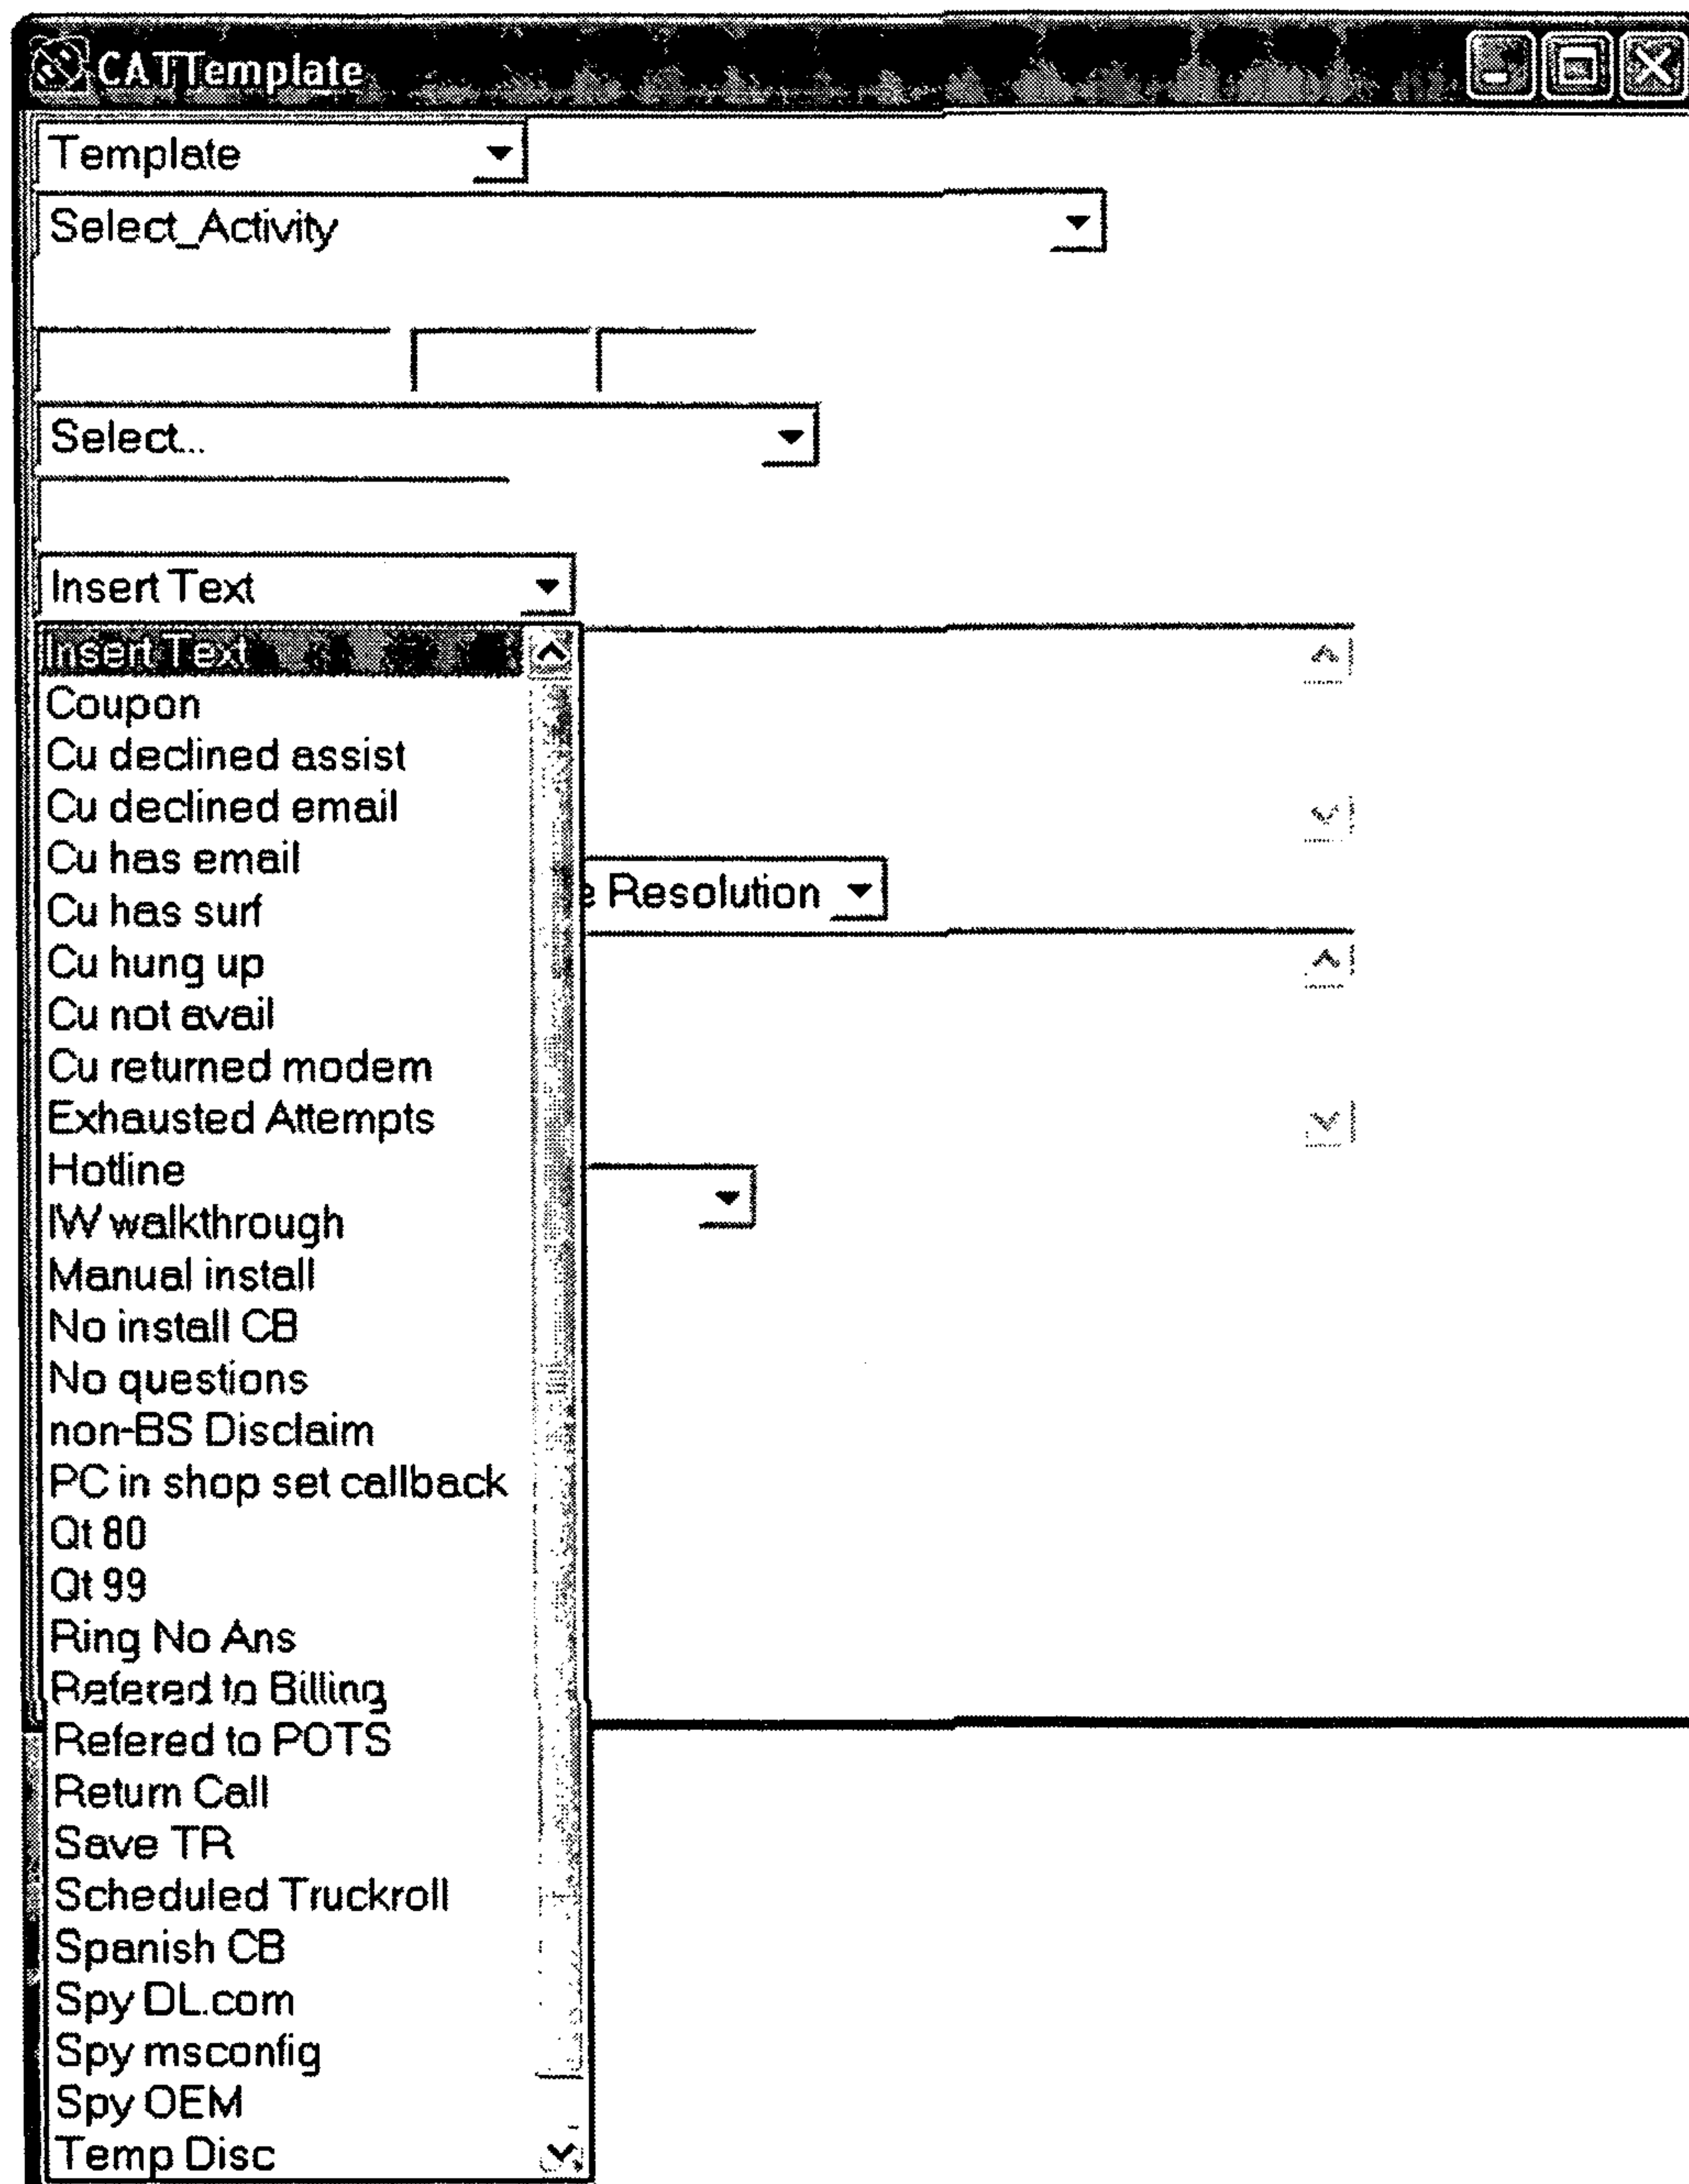 CATTemplate
Template
Select_Activity
Select...
Insert Text
Insert Text
Coupon
Cu declined assist
Cu declined email
Cu has email
Resolution
Cu has surf
Cu hung up
Cu not avail
Cu returned modem
Exhausted Attempts
Hotline
IW walkthrough
Manual install
No install CB
No questions
non-BS Disclaim
PC in shop set callback
Qt 80
Qt 99
Ring No Ans
Refered to Billing
Refered to POTS
Return Call
Save TR
Scheduled Truckroll
Spanish CB
Spy DL.com
Spy msconfig
Spy OEM
Temp Disc